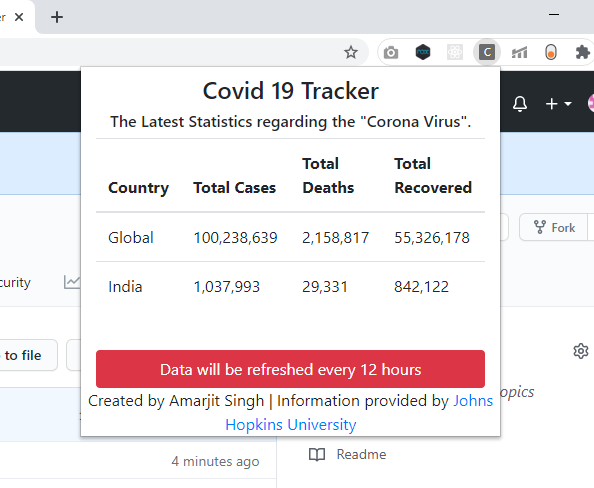 er
Covid 19 Tracker
The Latest Statistics regarding the "Corona Virus".
Country Total Cases Total Deaths Total Recovered
Global 100,238,639 2,158,817 55,326,178
India 1,037,993 29,331 842,122
Data will be refreshed every 12 hours
Created by Amarjit Singh | Information provided by Johns
Hopkins University
Fork
curity
to file
opics
4 minutes ago
Readme
C